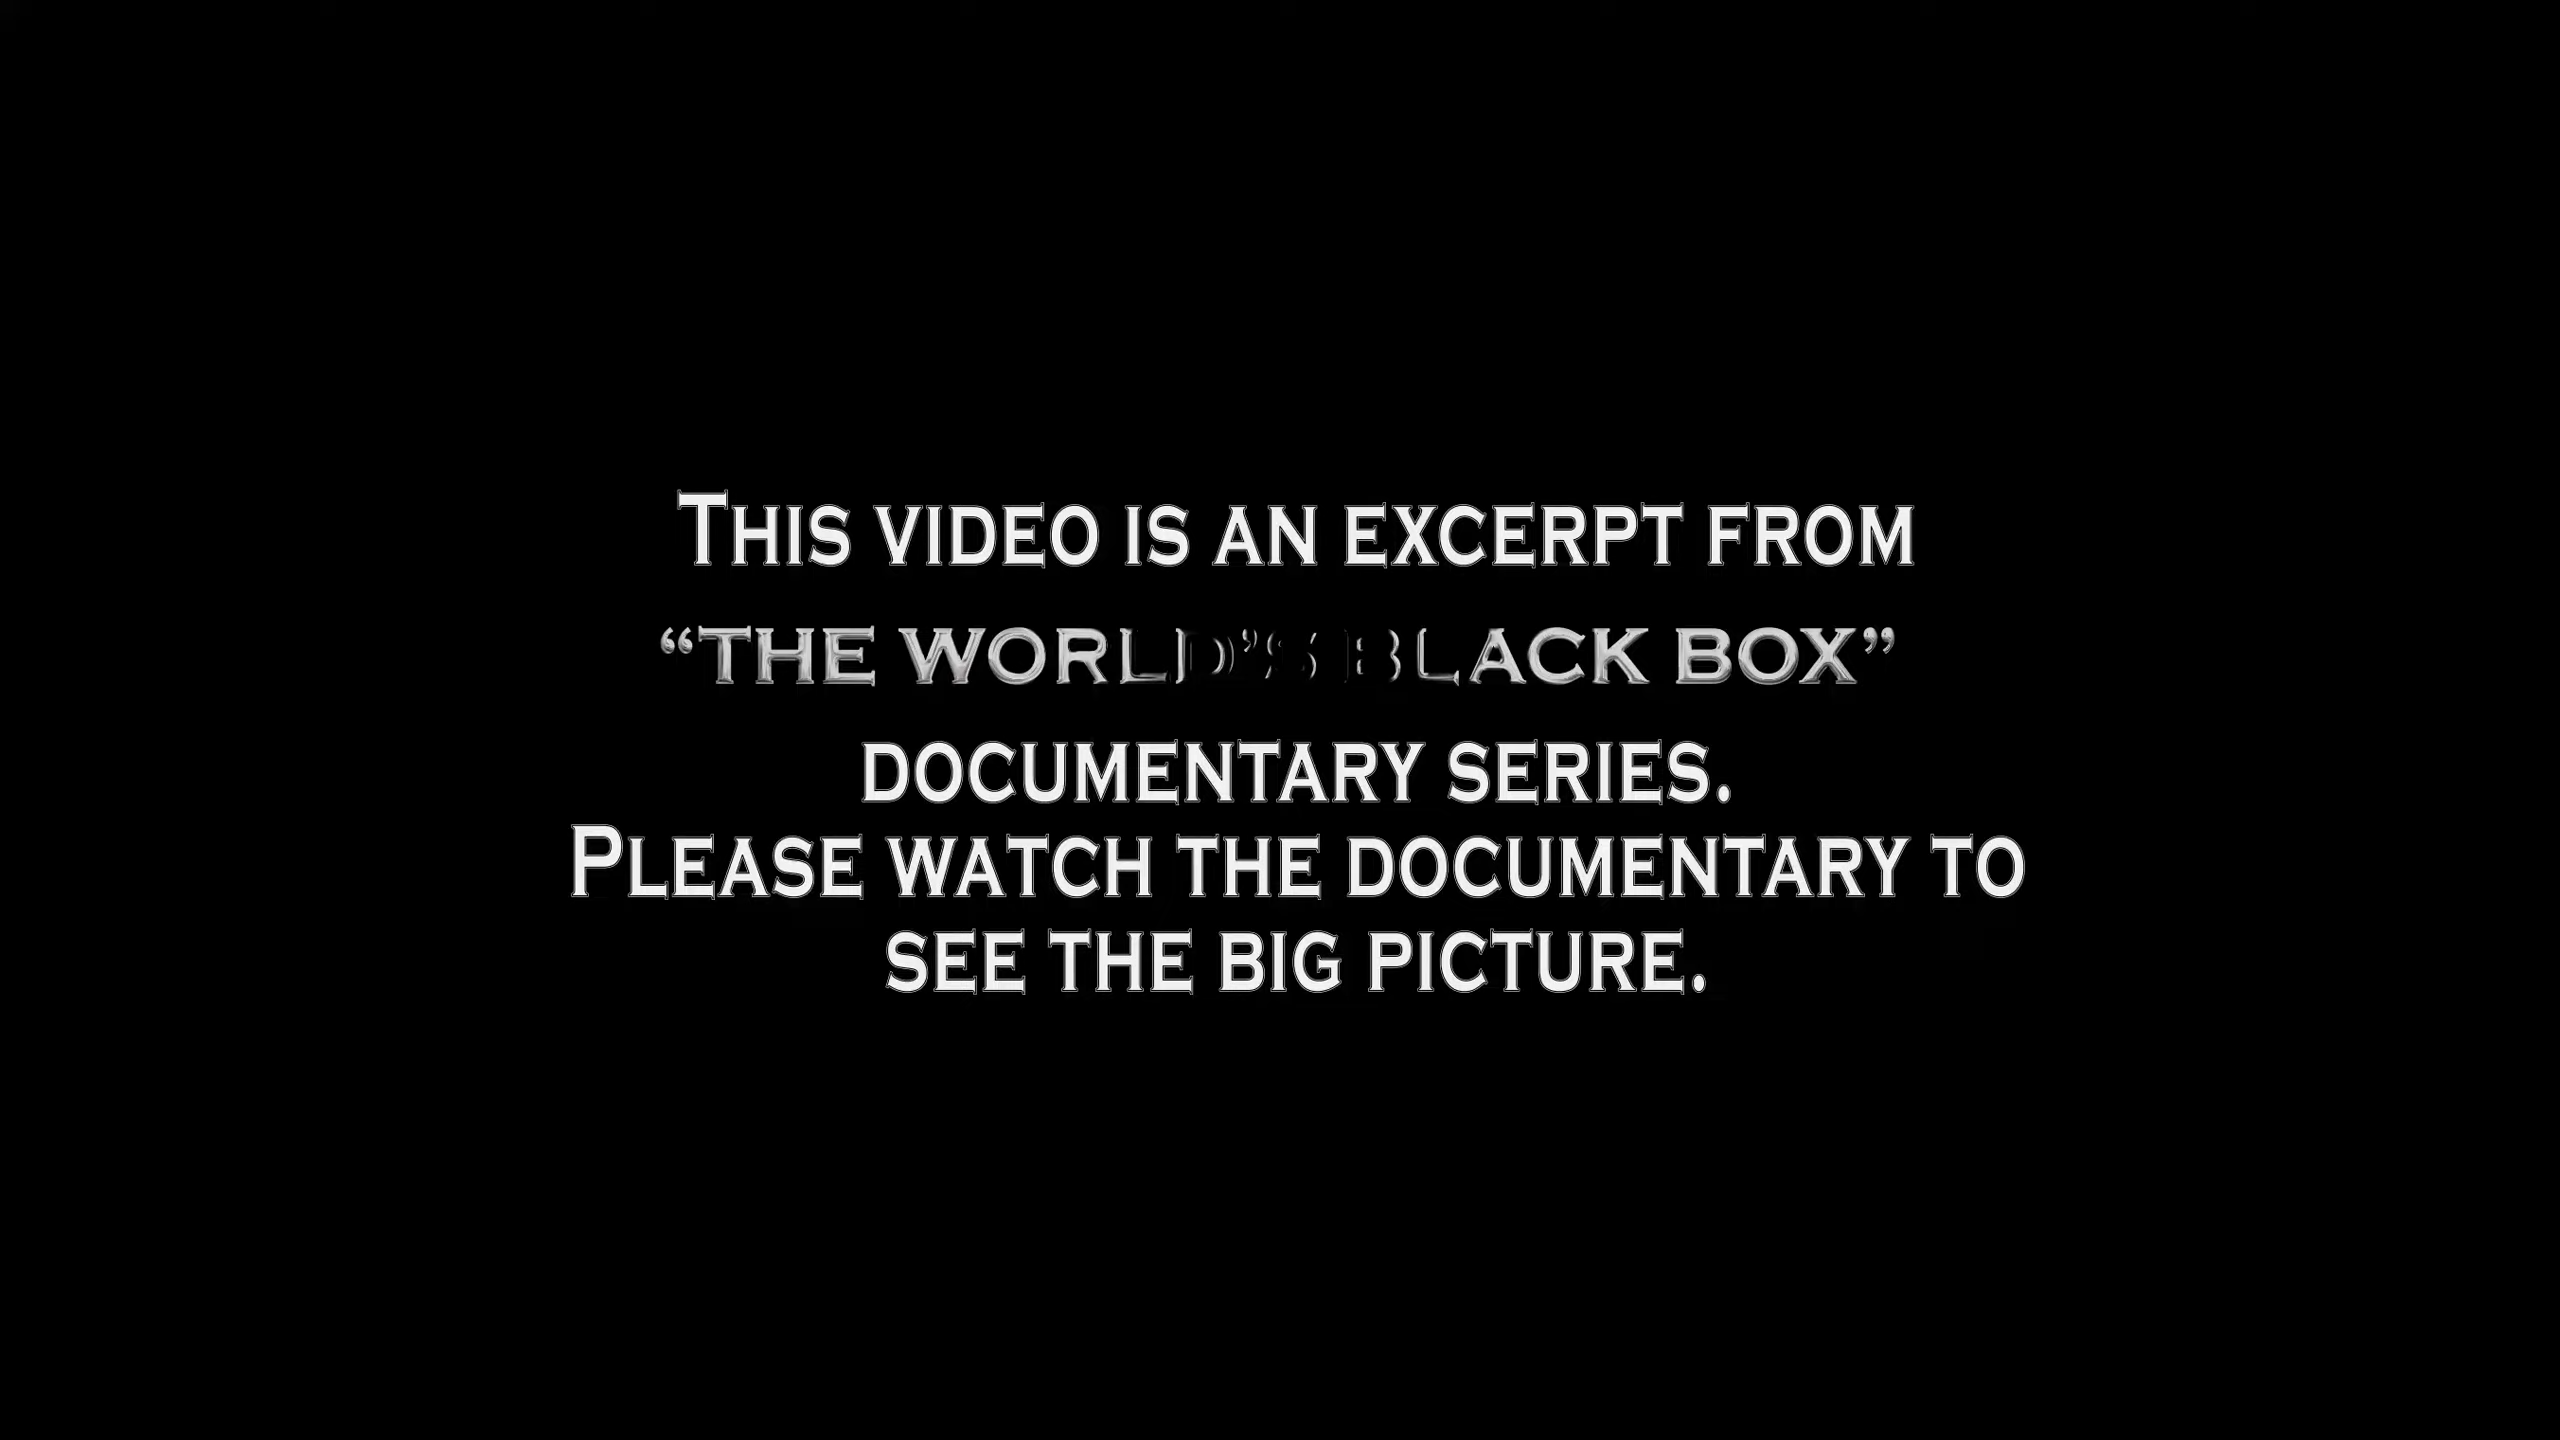 This video is an excerpt from
“THE WORLD’S BLACK BOX”
documentary series.
Please watch the documentary to
see the big picture.